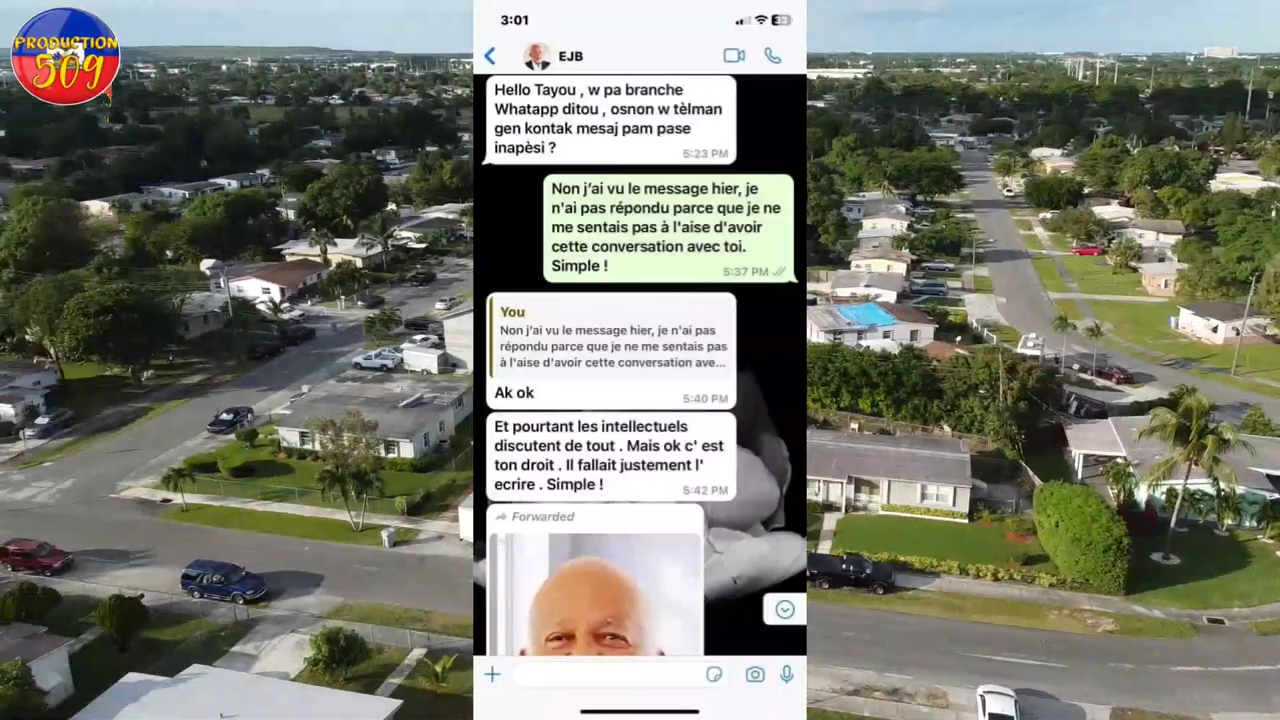 PRODUCTION
509
3:01
33
EJB
Hello Tayou , w pa branche
Whatapp ditou , osnon w tèlman
gen kontak mesaj pam pase
inapèsi ?
5:23 PM
Non j'ai vu le message hier, je
n'ai pas répondu parce que je ne
me sentais pas à l'aise d'avoir
cette conversation avec toi.
Simple !
5:37 PM
You
Non j'ai vu le message hier, je n'ai pas
répondu parce que je ne me sentais pas
à l'aise d'avoir cette conversation ave...
Ak ok
5:40 PM
Et pourtant les intellectuels
discutent de tout . Mais ok c' est
ton droit . Il fallait justement l'
ecrire . Simple !
5:42 PM
Forwarded